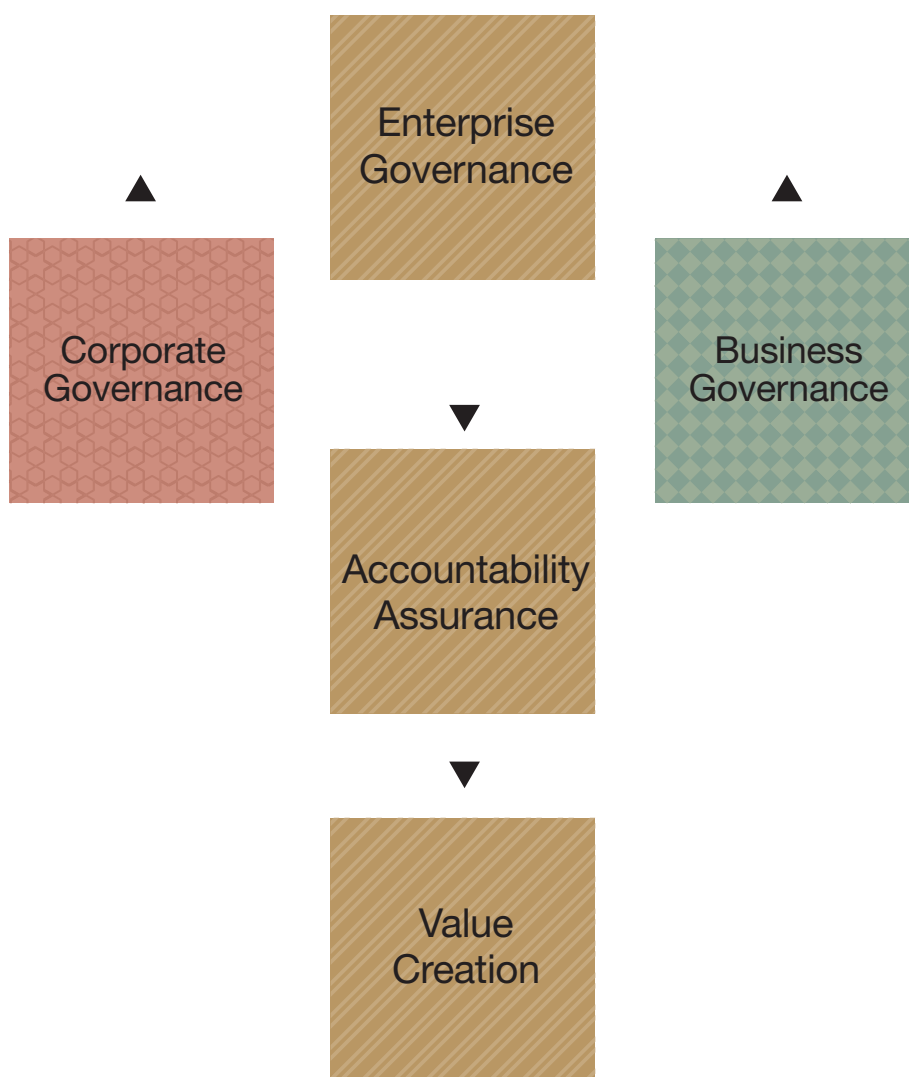 Enterprise
Governance
Corporate
Governance
Business
Governance
Accountability
Assurance
Value
Creation